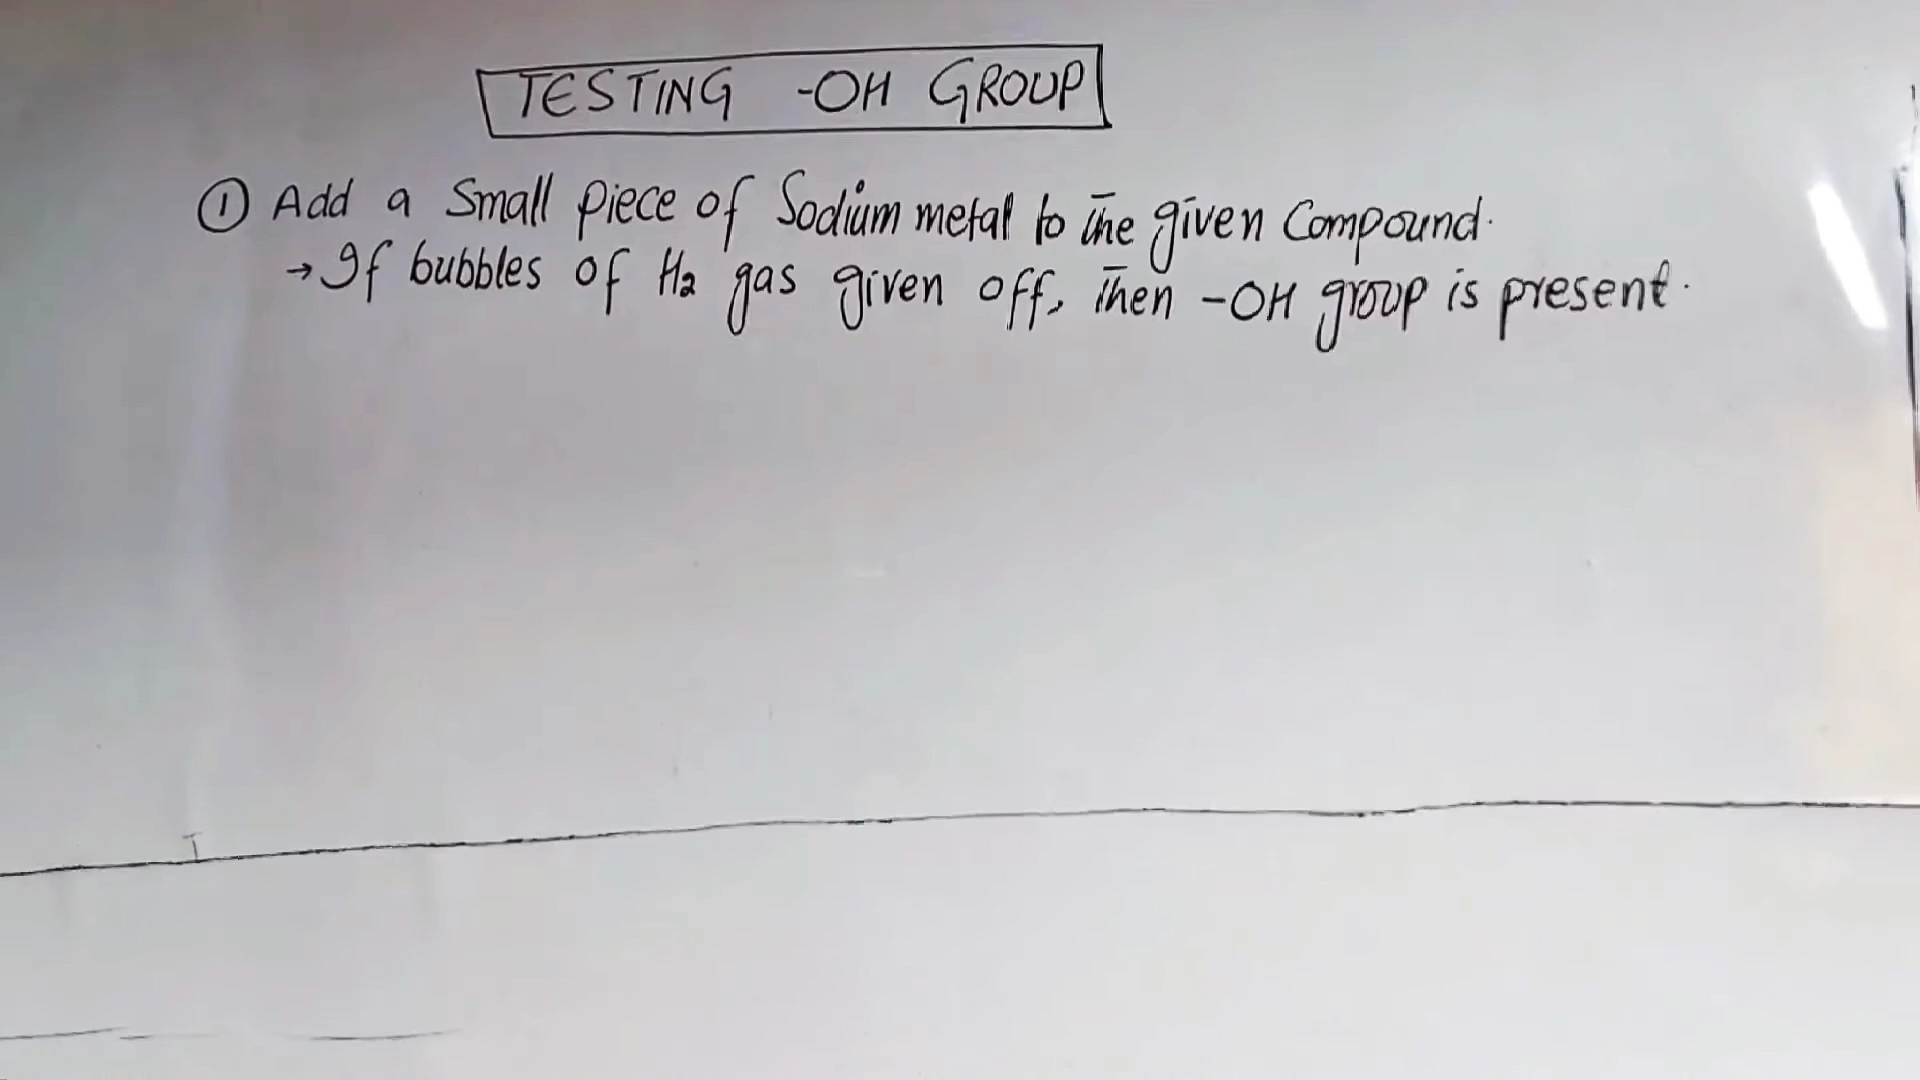 TESTING -OH GROUP
① Add a Small piece of Sodium metal to the given Compound.
→ If bubbles of H₂ gas given off, then -OH group is present.